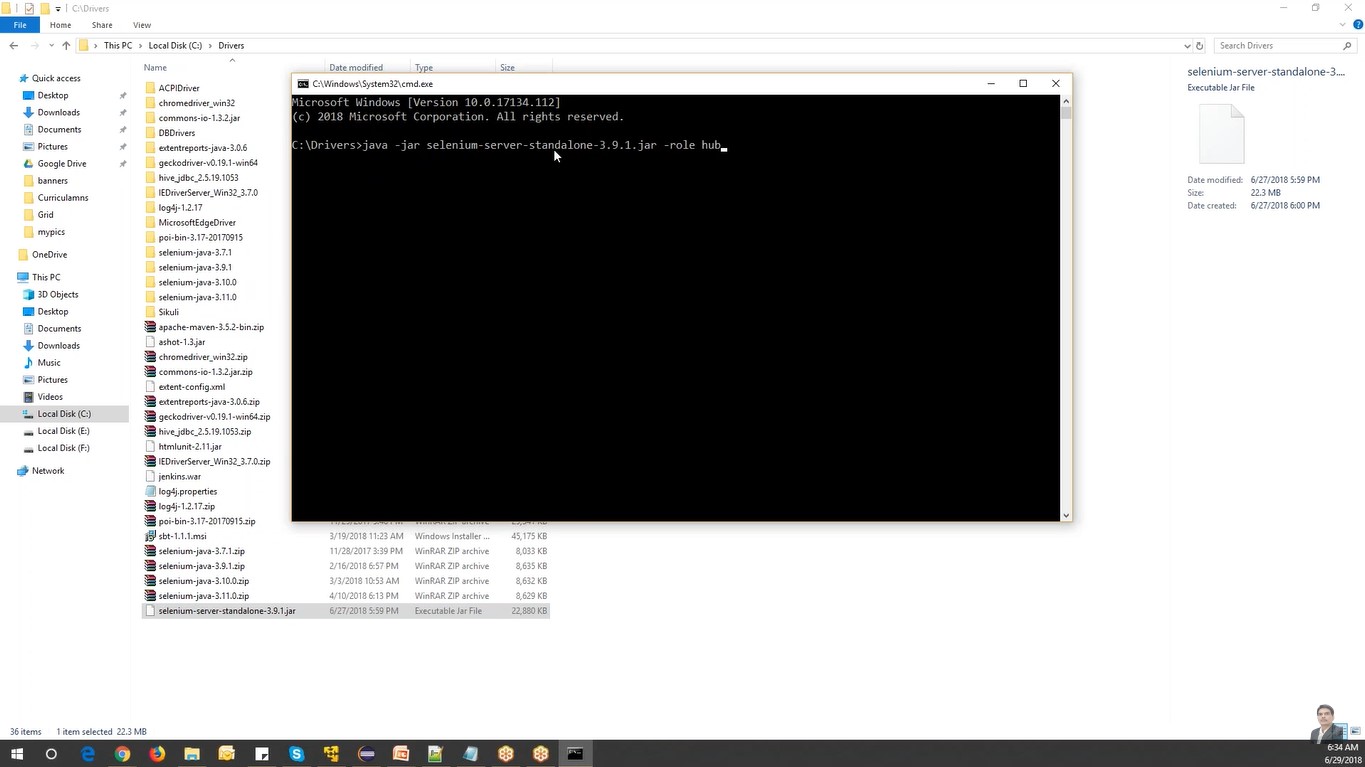 C:\Drivers
File Home Share View
This PC Local Disk (C:) Drivers
Search Drivers
Name Date modified Type Size
Quick access
Desktop
Downloads
Documents
Pictures
Google Drive
banners
Curriculamns
Grid
mypics
OneDrive
This PC
3D Objects
Desktop
Documents
Downloads
Music
Pictures
Videos
Local Disk (C:)
Local Disk (E:)
Local Disk (F:)
Network
ACPIDriver
chromedriver_win32
commons-io-1.3.2.jar
DBDrivers
extentreports-java-3.0.6
geckodriver-v0.19.1-win64
hive_jdbc_2.5.19.1053
IEDriverServer_Win32_3.7.0
log4j-1.2.17
MicrosoftEdgeDriver
poi-bin-3.17-20170915
selenium-java-3.7.1
selenium-java-3.9.1
selenium-java-3.10.0
selenium-java-3.11.0
Sikuli
apache-maven-3.5.2-bin.zip
ashot-1.3.jar
chromedriver_win32.zip
commons-io-1.3.2.jar.zip
extent-config.xml
extentreports-java-3.0.6.zip
geckodriver-v0.19.1-win64.zip
hive_jdbc_2.5.19.1053.zip
htmlunit-2.11.jar
IEDriverServer_Win32_3.7.0.zip
jenkins.war
log4j.properties
log4j-1.2.17.zip
poi-bin-3.17-20170915.zip
sbt-1.1.1.msi 3/19/2018 11:23 AM Windows Installer ... 45,175 KB
selenium-java-3.7.1.zip 11/28/2017 3:39 PM WinRAR ZIP archive 8,033 KB
selenium-java-3.9.1.zip 2/16/2018 6:57 PM WinRAR ZIP archive 8,635 KB
selenium-java-3.10.0.zip 3/3/2018 10:53 AM WinRAR ZIP archive 8,632 KB
selenium-java-3.11.0.zip 4/10/2018 6:13 PM WinRAR ZIP archive 8,629 KB
selenium-server-standalone-3.9.1.jar 6/27/2018 5:59 PM Executable Jar File 22,880 KB
C:\Windows\System32\cmd.exe
Microsoft Windows [Version 10.0.17134.112]
(c) 2018 Microsoft Corporation. All rights reserved.
C:\Drivers>java -jar selenium-server-standalone-3.9.1.jar -role hub
selenium-server-standalone-3....
Executable Jar File
Date modified: 6/27/2018 5:59 PM
Size: 22.3 MB
Date created: 6/27/2018 6:00 PM
36 items 1 item selected 22.3 MB
6:34 AM
6/29/2018